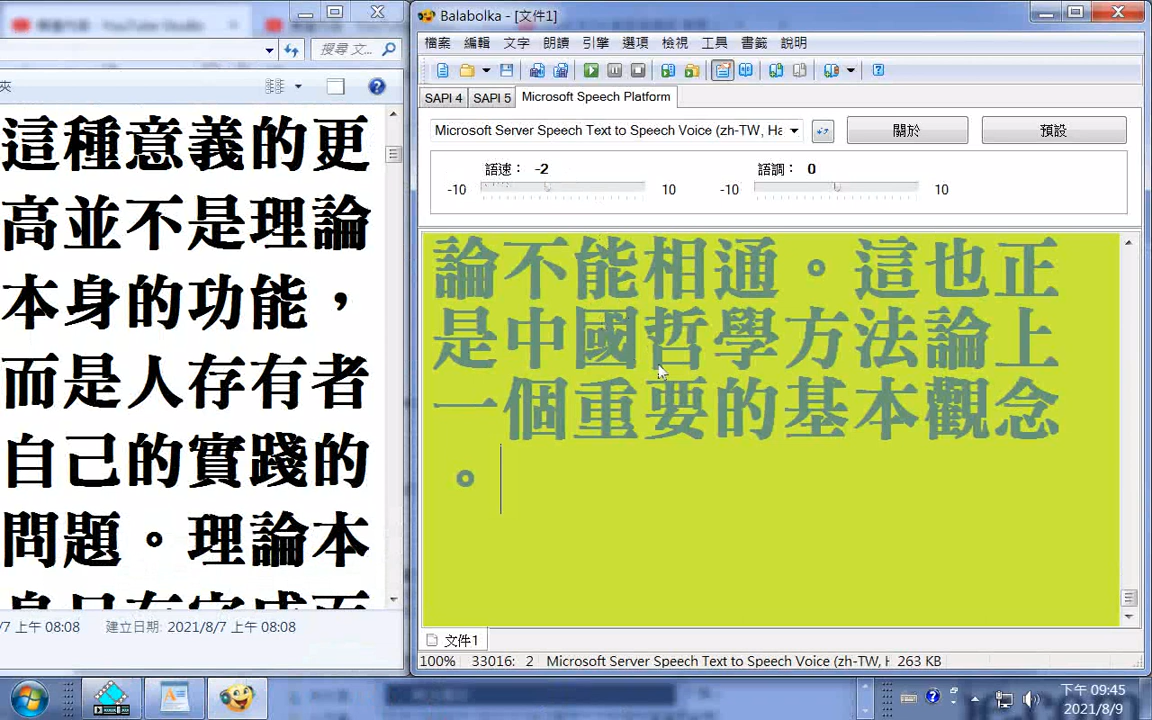 搜尋 文...
夾
這種意義的更
高並不是理論
本身的功能，
而是人存有者
自己的實踐的
問題。理論本
/7 上午 08:08 建立日期: 2021/8/7 上午 08:08
Balabolka - [文件1]
檔案 編輯 文字 朗讀 引擎 選項 檢視 工具 書籤 說明
SAPI 4 SAPI 5 Microsoft Speech Platform
Microsoft Server Speech Text to Speech Voice (zh-TW, Ha 關於 預設
語速： -2 語調： 0
-10 10 -10 10
論不能相通。這也正
是中國哲學方法論上
一個重要的基本觀念
。
文件1
100% 33016: 2 Microsoft Server Speech Text to Speech Voice (zh-TW, H 263 KB
下午 09:45
2021/8/9